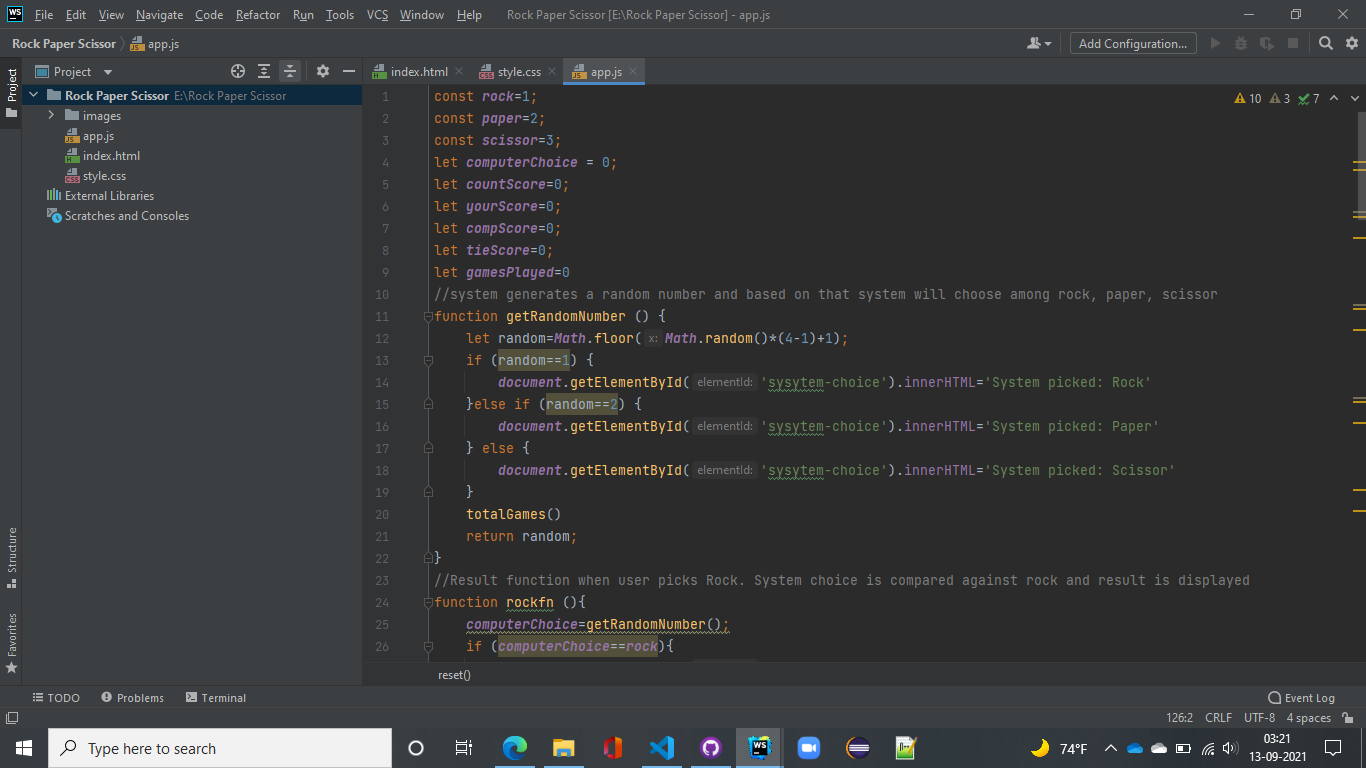 WS File Edit View Navigate Code Refactor Run Tools VCS Window Help Rock Paper Scissor [E:\Rock Paper Scissor] - app.js
Rock Paper Scissor app.js Add Configuration...
Project index.html style.css app.js
Project
Rock Paper Scissor E:\Rock Paper Scissor
images
app.js
index.html
style.css
External Libraries
Scratches and Consoles
10 3 7
1 const rock=1;
2 const paper=2;
3 const scissor=3;
4 let computerChoice = 0;
5 let countScore=0;
6 let yourScore=0;
7 let compScore=0;
8 let tieScore=0;
9 let gamesPlayed=0
10 //system generates a random number and based on that system will choose among rock, paper, scissor
11 function getRandomNumber () {
12 let random=Math.floor( x: Math.random()*(4-1)+1);
13 if (random==1) {
14 document.getElementById( elementId: 'sysytem-choice').innerHTML='System picked: Rock'
15 }else if (random==2) {
16 document.getElementById( elementId: 'sysytem-choice').innerHTML='System picked: Paper'
17 } else {
18 document.getElementById( elementId: 'sysytem-choice').innerHTML='System picked: Scissor'
19 }
20 totalGames()
21 return random;
22 }
23 //Result function when user picks Rock. System choice is compared against rock and result is displayed
24 function rockfn (){
25 computerChoice=getRandomNumber();
26 if (computerChoice==rock){
reset()
Structure
Favorites
TODO Problems Terminal Event Log
126:2 CRLF UTF-8 4 spaces
Type here to search
WS
74°F
03:21
13-09-2021